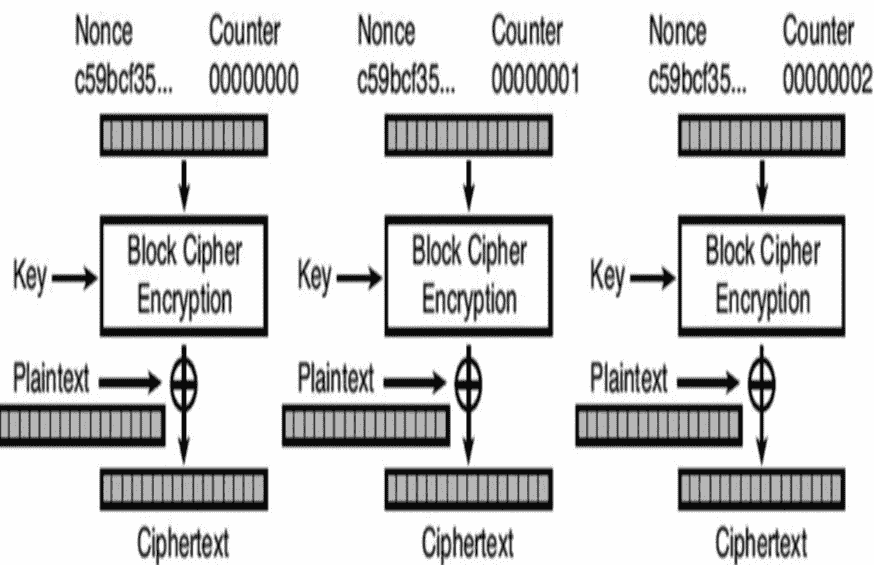 Nonce Counter Nonce Counter Nonce Counter
c59bcf35... 00000000 c59bcf35... 00000001 c59bcf35... 00000002
Key Block Cipher Encryption Key Block Cipher Encryption Key Block Cipher Encryption
Plaintext Plaintext Plaintext
Ciphertext Ciphertext Ciphertext